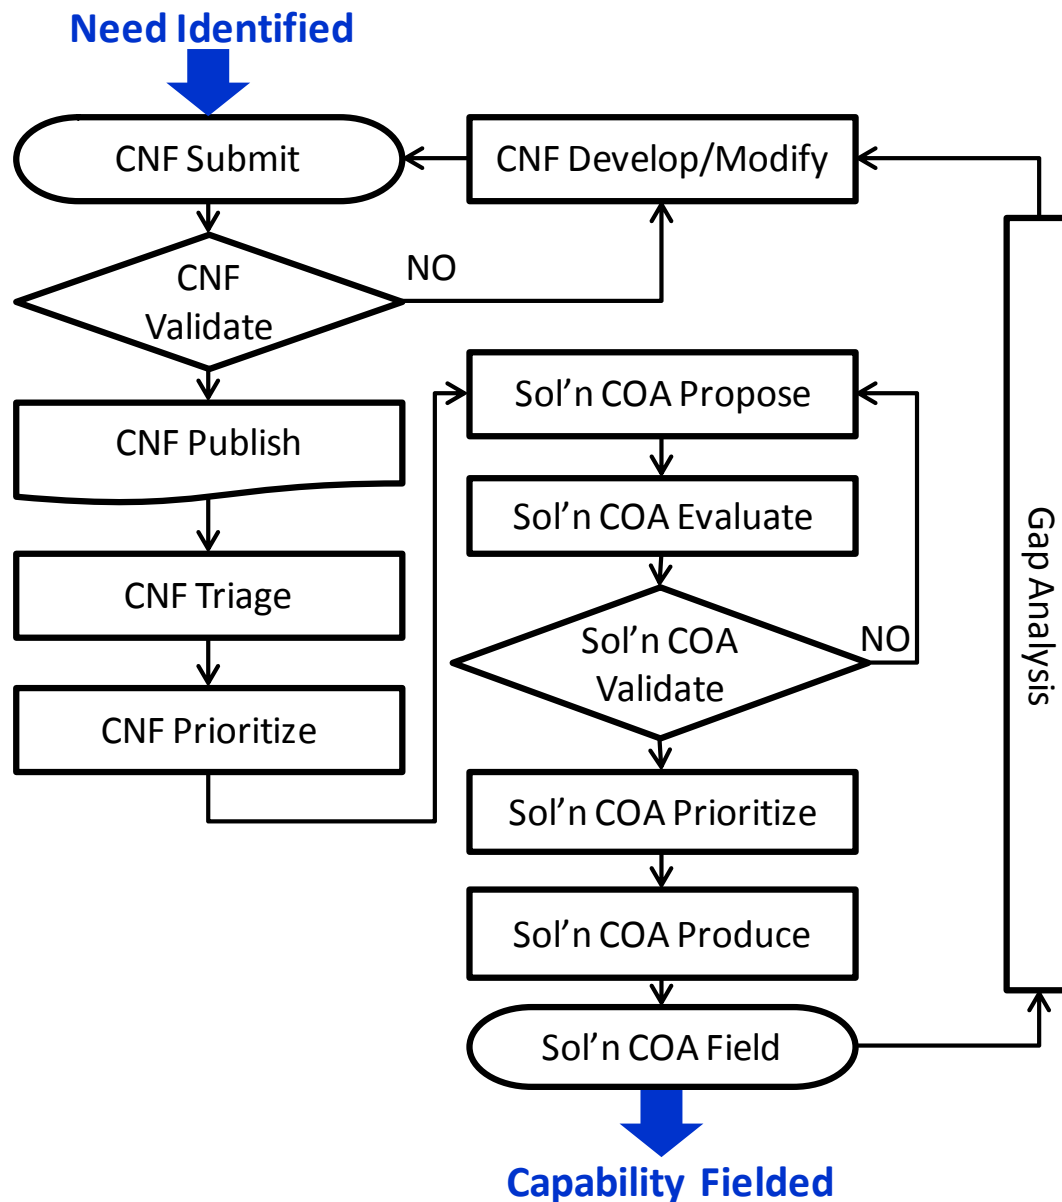 Need Identified
CNF Submit
CNF Develop/Modify
CNF
Validate
NO
CNF Publish
CNF Triage
CNF Prioritize
Sol’n COA Propose
Sol’n COA Evaluate
Sol’n COA
Validate
NO
Sol’n COA Prioritize
Sol’n COA Produce
Sol’n COA Field
Gap Analysis
Capability Fielded